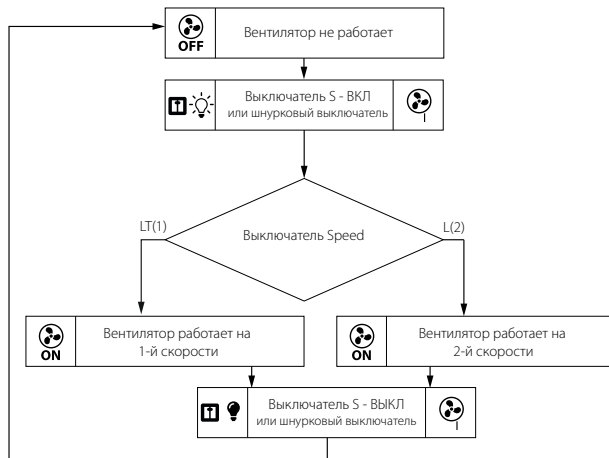 OFF
Вентилятор не работает
Выключатель S - ВКЛ
или шнурковый выключатель
LT(1)
Выключатель Speed
L(2)
ON
Вентилятор работает на
1-й скорости
ON
Вентилятор работает на
2-й скорости
Выключатель S - ВЫКЛ
или шнурковый выключатель